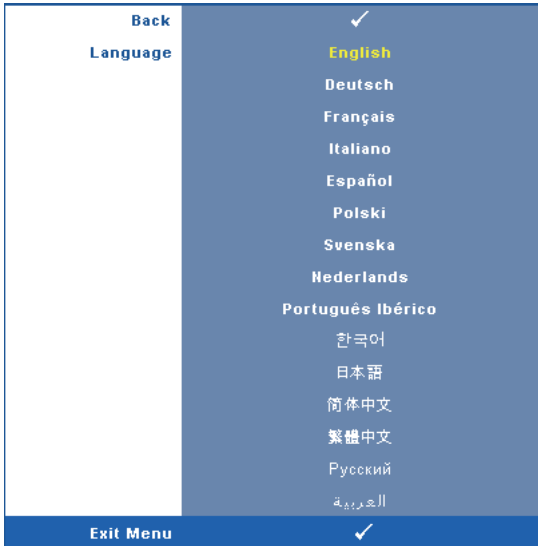 Back ✓
Language English
Deutsch
Français
Italiano
Español
Polski
Svenska
Nederlands
Português Ibérico
한국어
日本語
简体中文
繁體中文
Русский
العربية
Exit Menu ✓